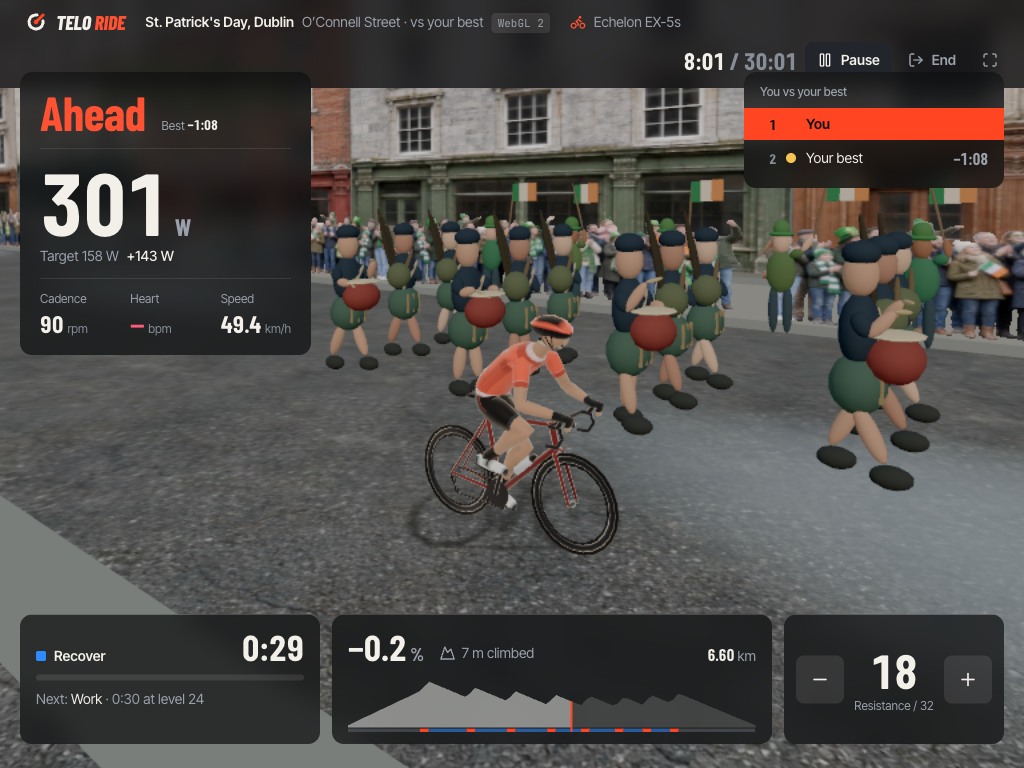 TELO RIDE St. Patrick's Day, Dublin O'Connell Street · vs your best WebGL 2 Echelon EX-5s
8:01 / 30:01 Pause End
Ahead Best −1:08
301 W
Target 158 W +143 W
Cadence Heart Speed
90 rpm — bpm 49.4 km/h
You vs your best
1 You
2 Your best −1:08
Recover 0:29
Next: Work · 0:30 at level 24
−0.2 % 7 m climbed 6.60 km
− 18 +
Resistance / 32